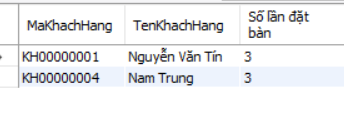 MaKhachHang TenKhachHang Số lần đặt
bàn
KH00000001 Nguyễn Văn Tín 3
KH00000004 Nam Trung 3